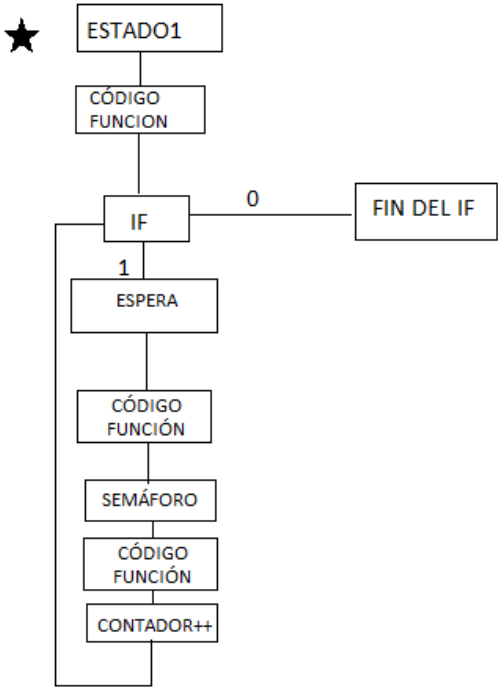 ESTADO1
CÓDIGO
FUNCION
IF
0
FIN DEL IF
1
ESPERA
CÓDIGO
FUNCIÓN
SEMÁFORO
CÓDIGO
FUNCIÓN
CONTADOR++